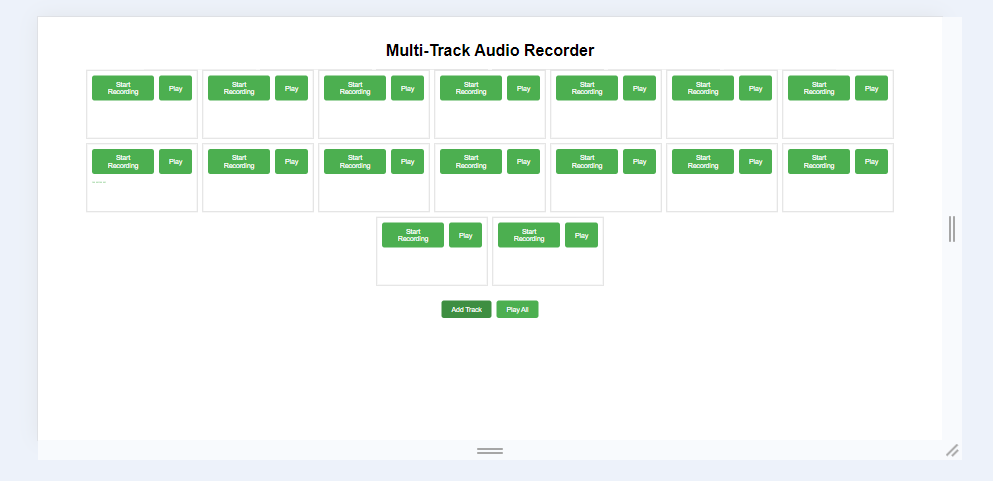 Multi-Track Audio Recorder
Start Recording Play Start Recording Play Start Recording Play Start Recording Play Start Recording Play Start Recording Play Start Recording Play
Start Recording Play Start Recording Play Start Recording Play Start Recording Play Start Recording Play Start Recording Play Start Recording Play
Start Recording Play Start Recording Play
Add Track Play All